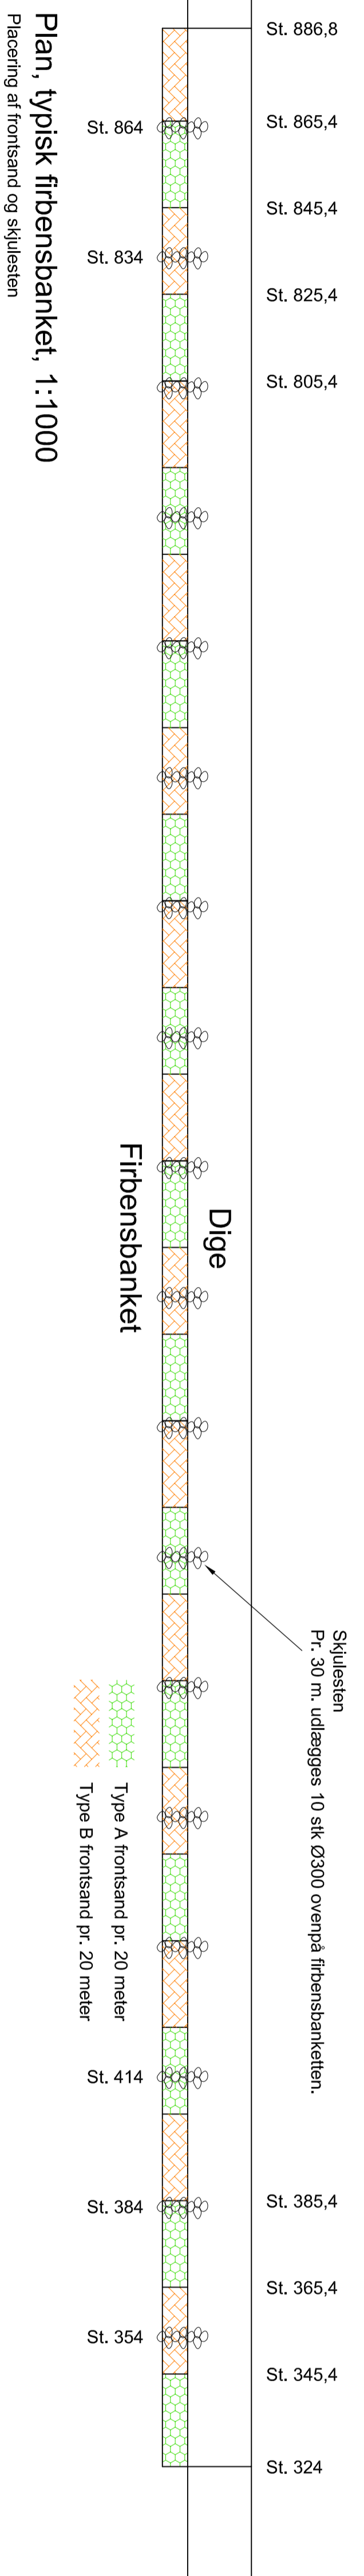 St. 886,8
St. 865,4
St. 845,4
St. 825,4
St. 805,4
St. 385,4
St. 365,4
St. 345,4
St. 324
Skjulesten
Pr. 30 m. udlægges 10 stk Ø300 ovenpå firbensbanketten.
Dige
Firbensbanket
St. 864
St. 834
St. 414
St. 384
St. 354
Type A frontsand pr. 20 meter
Type B frontsand pr. 20 meter
Plan, typisk firbensbanket, 1:1000
Placering af frontsand og skjulesten